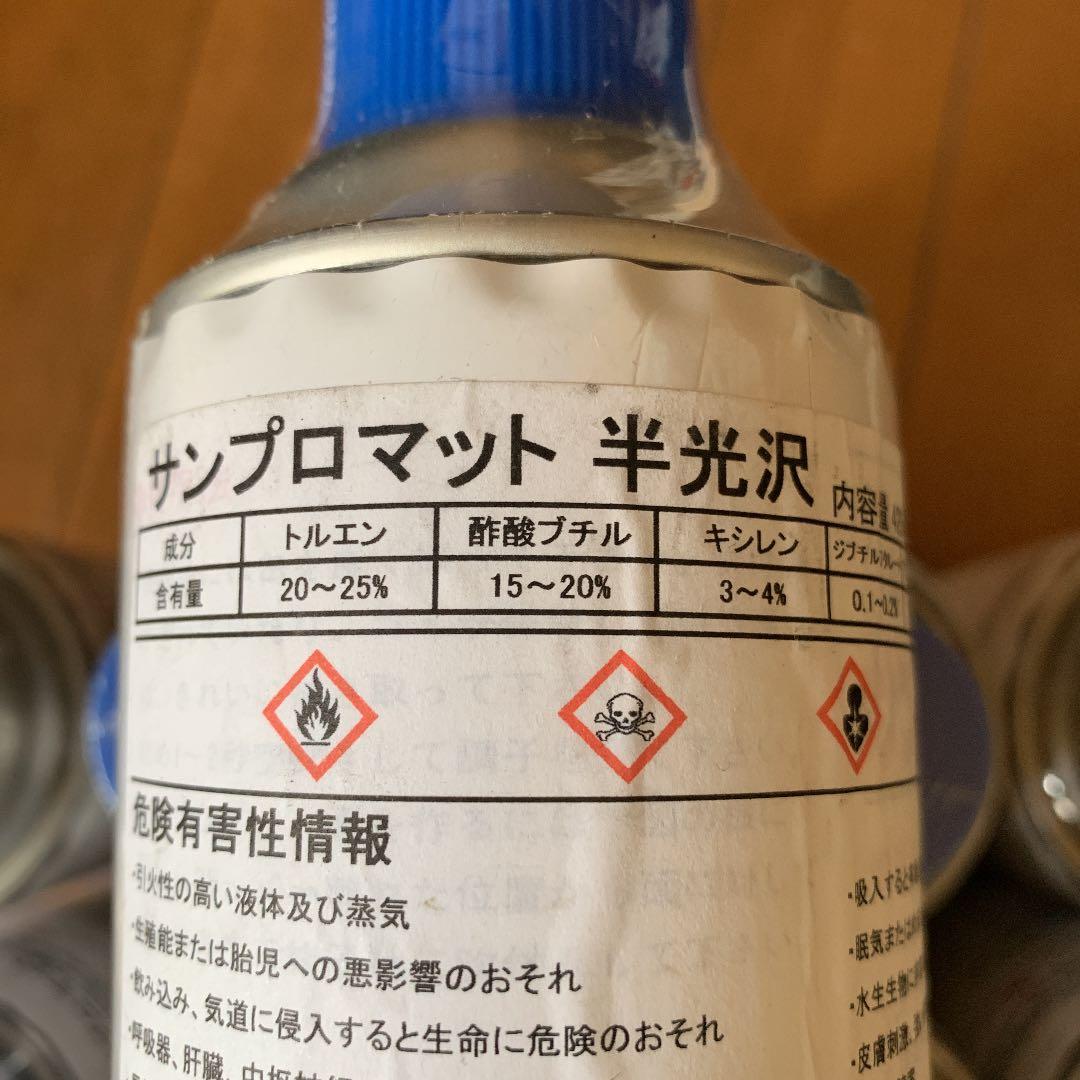 サンプロマット 半光沢
内容量
成分 トルエン 酢酸ブチル キシレン
含有量 20～25% 15～20% 3～4% 0.1～0.2%
危険有害性情報
・引火性の高い液体及び蒸気
・生殖能または胎児への悪影響のおそれ
・飲み込み、気道に侵入すると生命に危険のおそれ
・呼吸器、肝臓、中枢神経
・吸入すると
・眠気または
・水生生物に
・皮膚刺激、